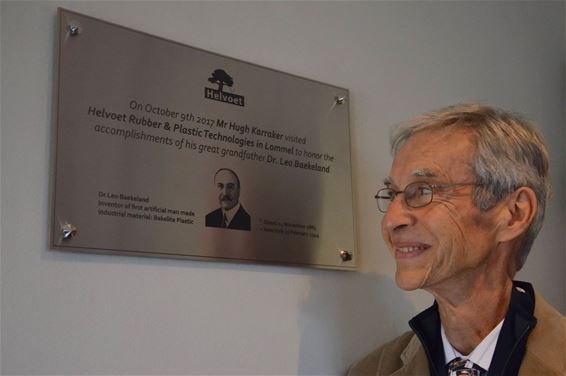 Helvoet
On October 9th 2017 Mr Hugh Karraker visited
Helvoet Rubber & Plastic Technologies in Lommel to honor the
accomplishments of his great grandfather Dr. Leo Baekeland
Dr. Leo Baekeland
Inventor of first artificial man made
industrial material: Bakelite Plastic